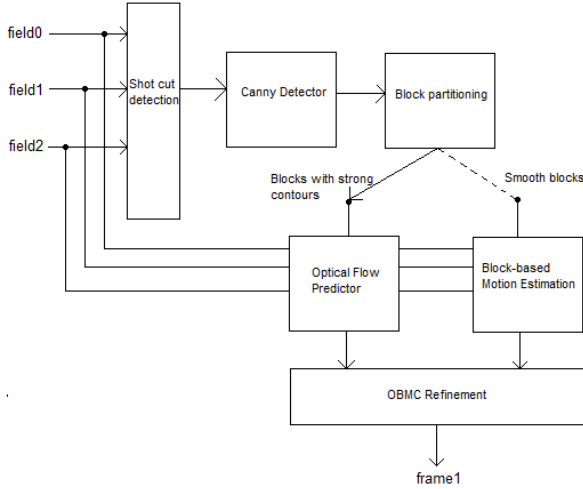 field0
field1
field2
Shot cut
detection
Canny Detector
Block partitioning
Blocks with strong
contours
Smooth blocks
Optical Flow
Predictor
Block-based
Motion Estimation
OBMC Refinement
frame1